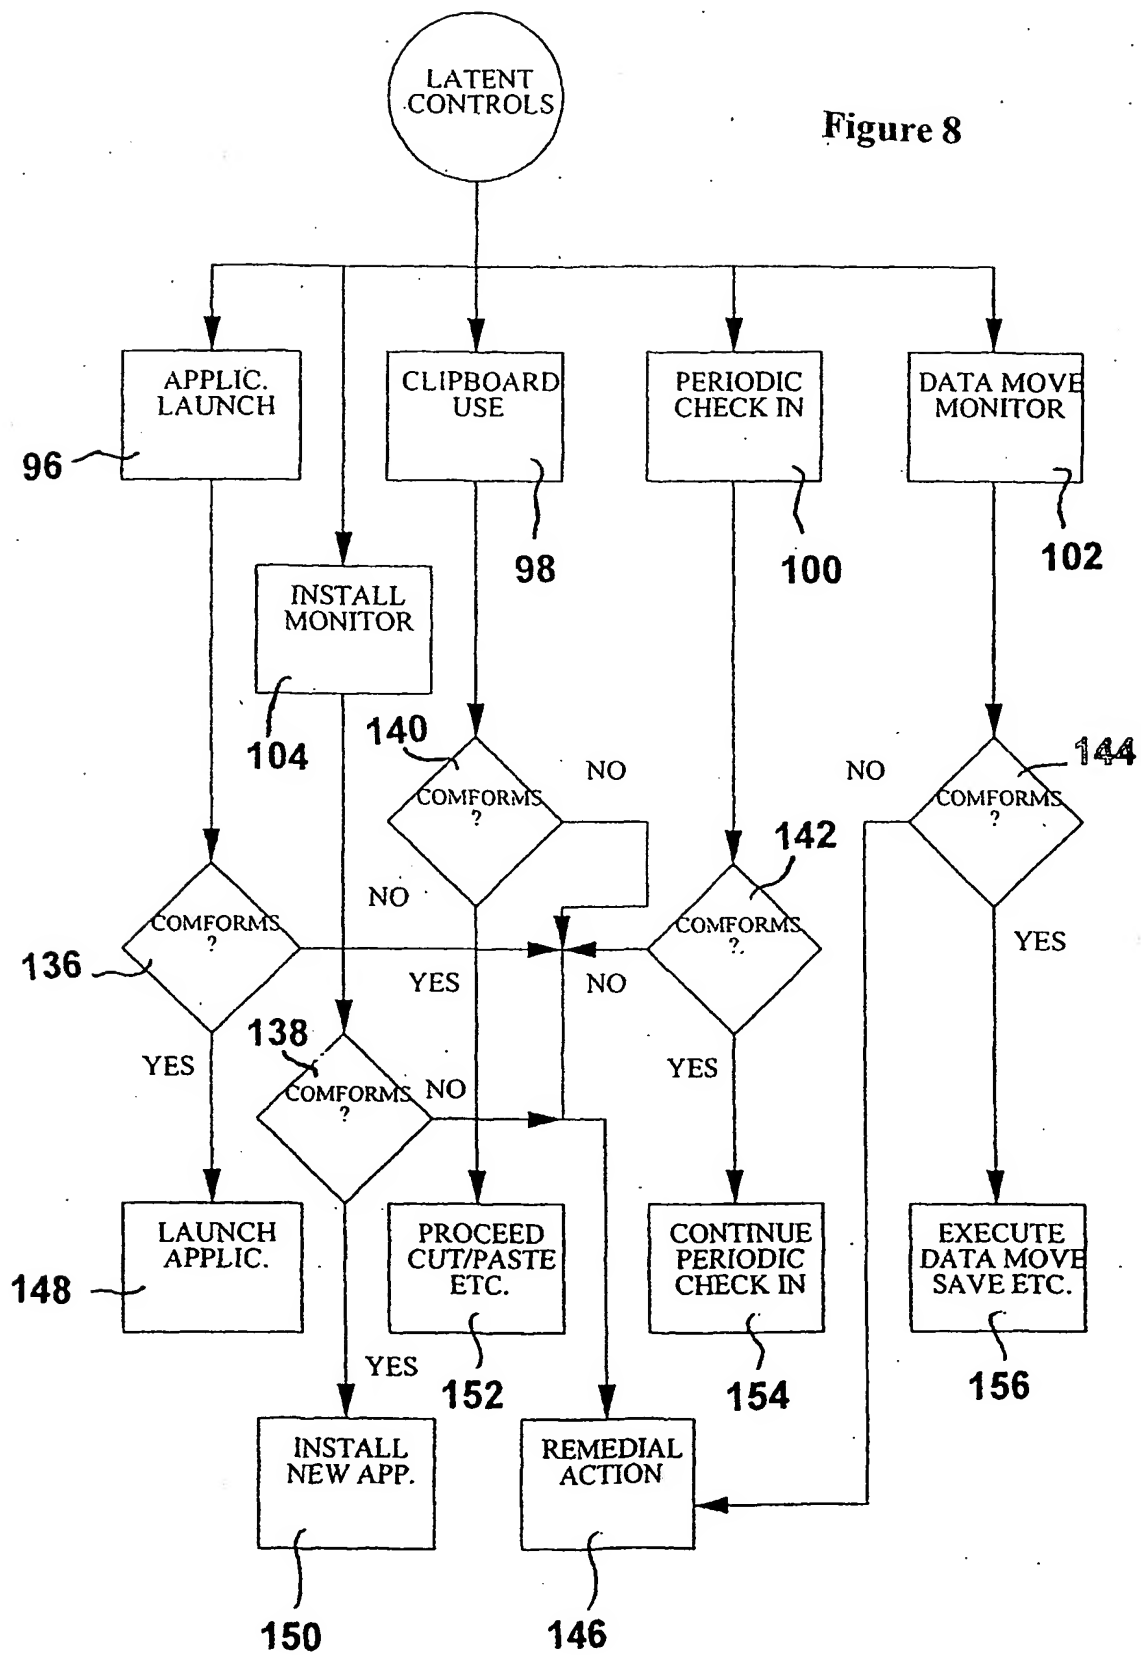 LATENT
CONTROLS
Figure 8
APPLIC.
LAUNCH
96
CLIPBOARD
USE
98
PERIODIC
CHECK IN
100
DATA MOVE
MONITOR
102
INSTALL
MONITOR
104
140
COMFORMS
?
NO
NO
144
COMFORMS
?
142
COMFORMS
?
NO
COMFORMS
?
136
YES
NO
YES
138
COMFORMS
?
NO
YES
YES
LAUNCH
APPLIC.
148
PROCEED
CUT/PASTE
ETC.
152
CONTINUE
PERIODIC
CHECK IN
154
EXECUTE
DATA MOVE
SAVE ETC.
156
YES
INSTALL
NEW APP.
150
REMEDIAL
ACTION
146